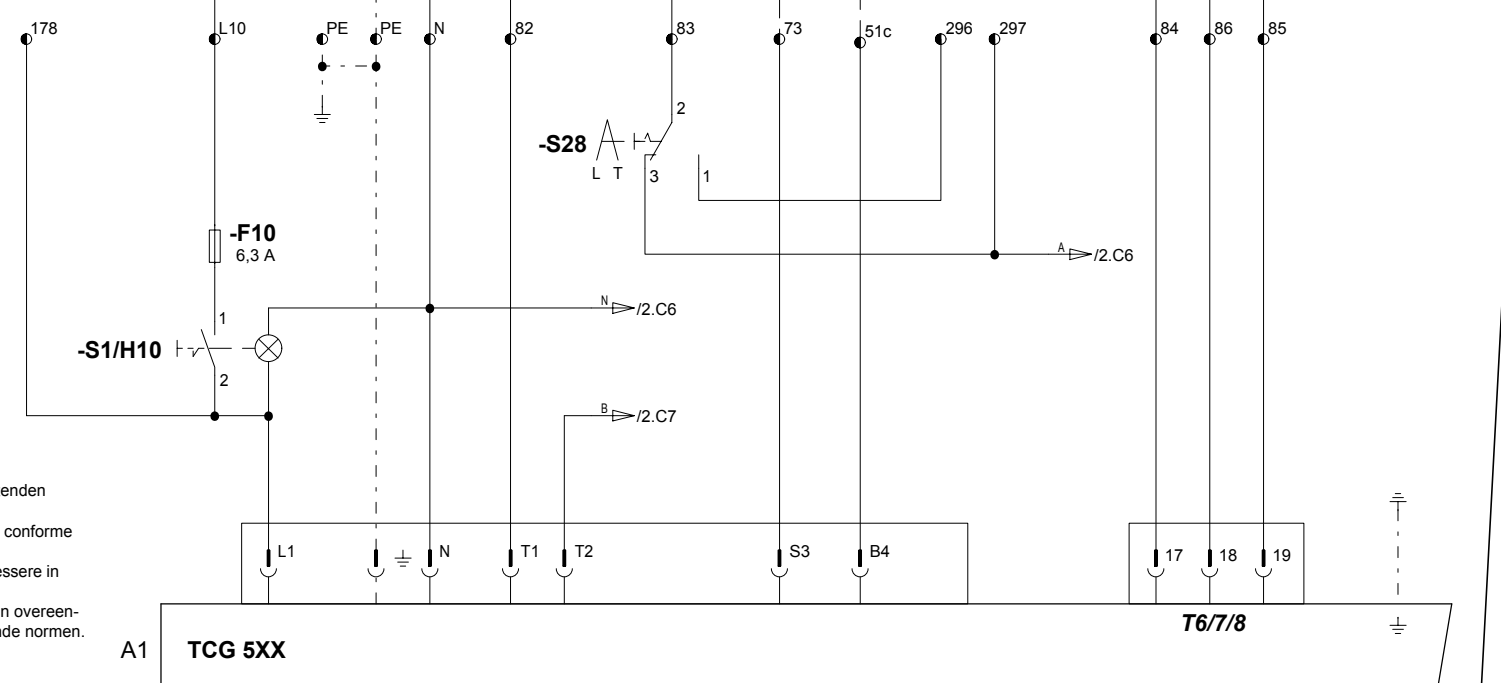 178 L10 PE PE N 82 83 73 51c 296 297 84 86 85
2
-S28
L T 3 1
-F10
6,3 A
A /2.C6
N /2.C6
1
-S1/H10
2
B /2.C7
enden
conforme
essere in
n overeen-
de normen.
L1 N T1 T2 S3 B4 17 18 19
T6/7/8
A1 TCG 5XX